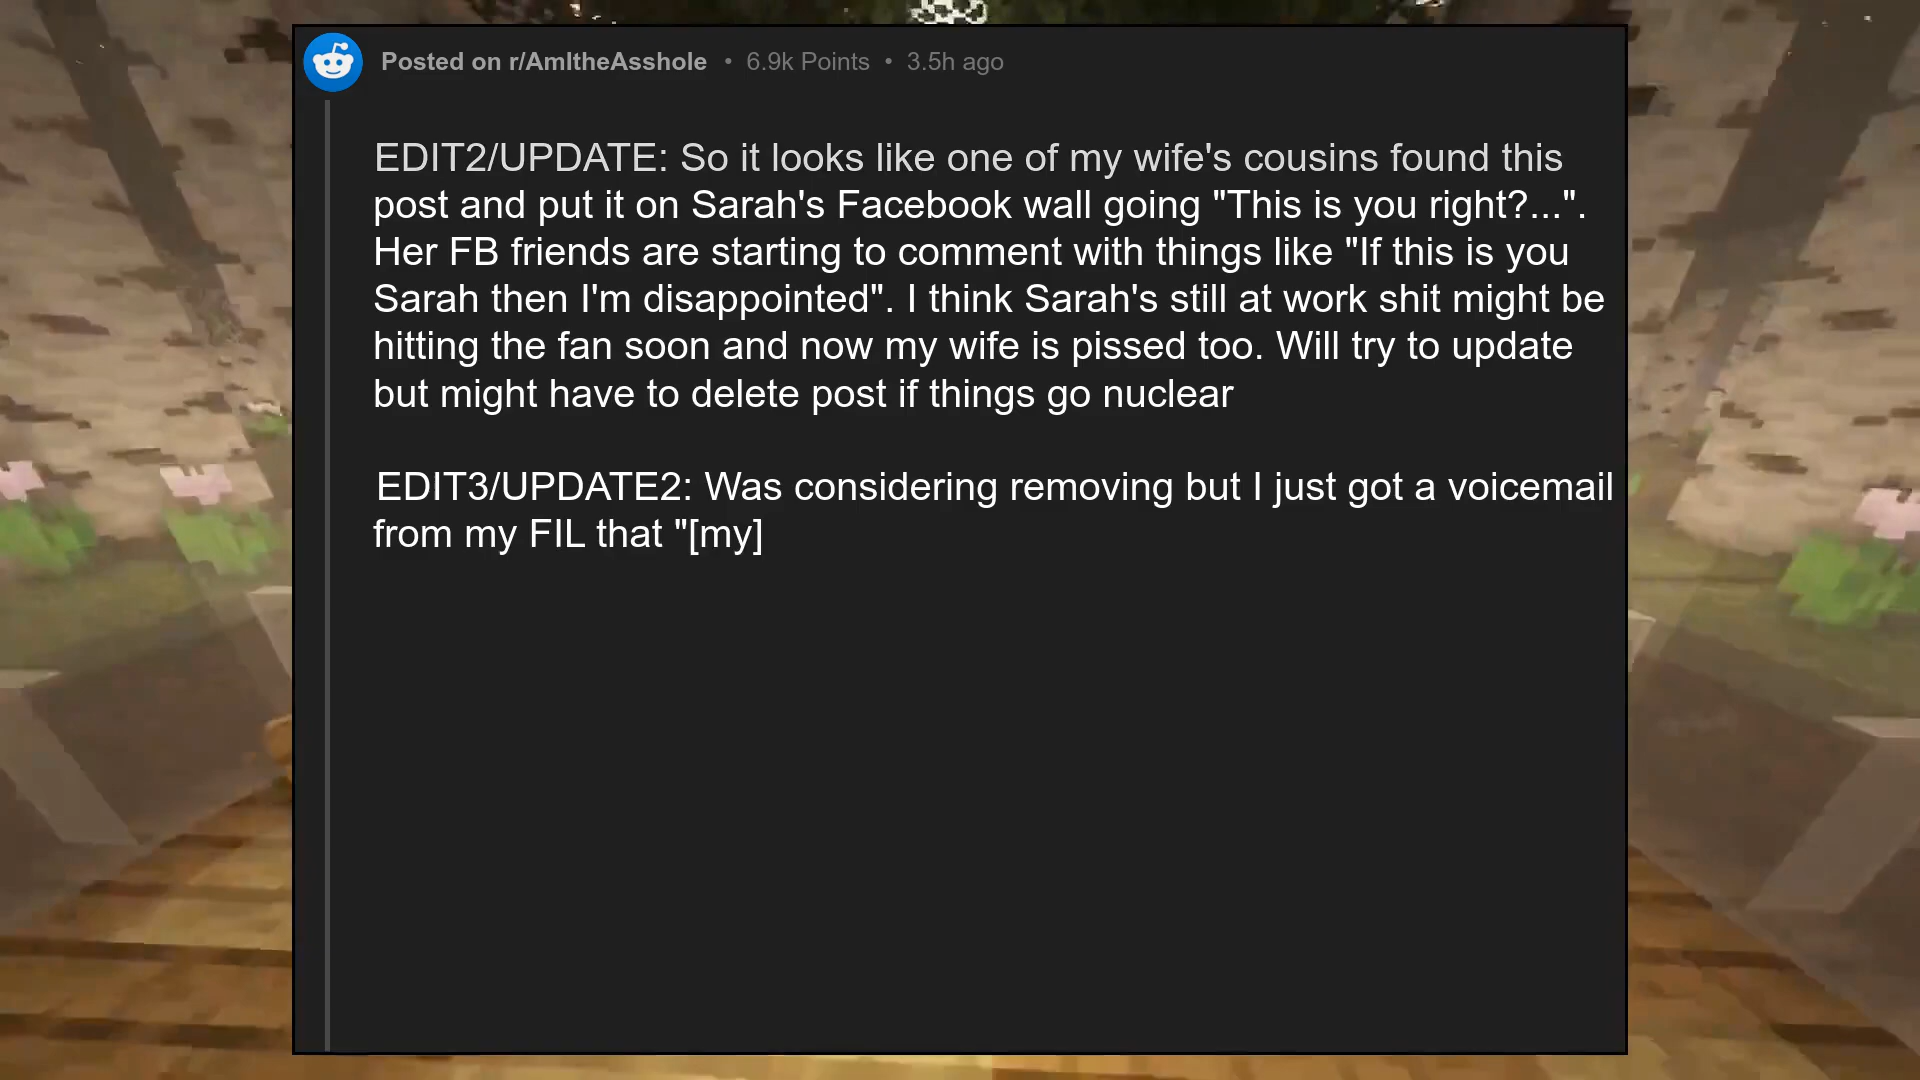 Posted on r/AmItheAsshole • 6.9k Points • 3.5h ago
EDIT2/UPDATE: So it looks like one of my wife's cousins found this
post and put it on Sarah's Facebook wall going "This is you right?...".
Her FB friends are starting to comment with things like "If this is you
Sarah then I'm disappointed". I think Sarah's still at work shit might be
hitting the fan soon and now my wife is pissed too. Will try to update
but might have to delete post if things go nuclear
EDIT3/UPDATE2: Was considering removing but I just got a voicemail
from my FIL that "[my]